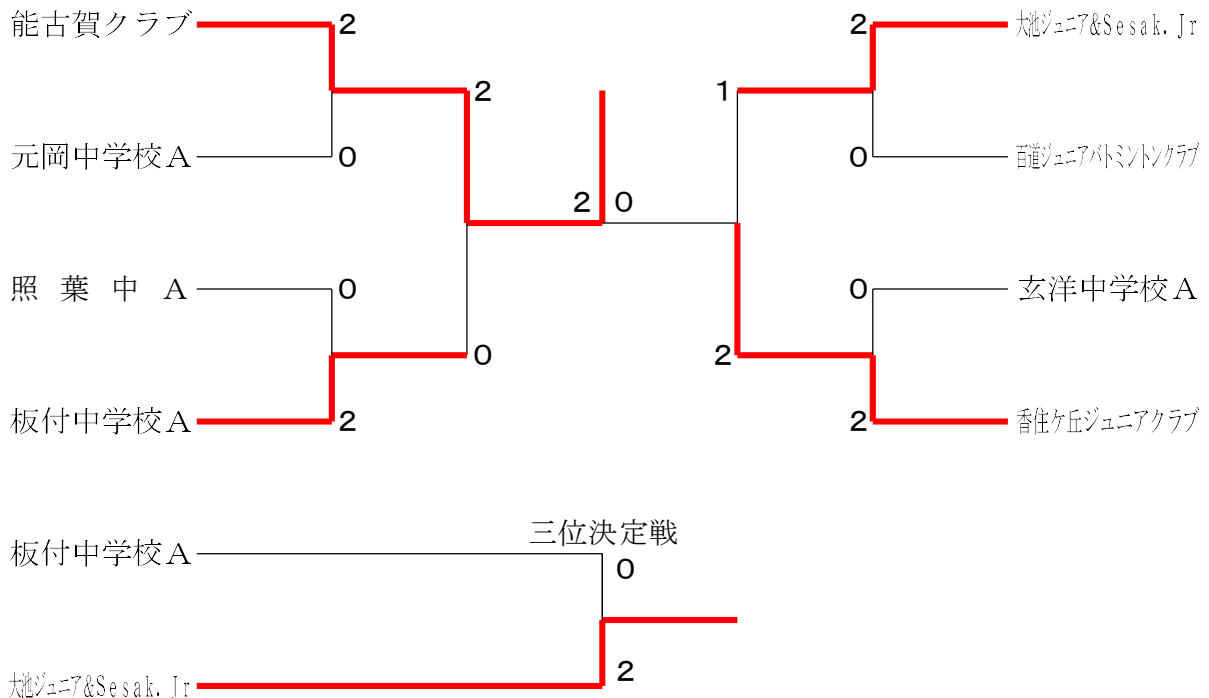 能古賀クラブ 2 2 大池ジュニア&Sesak.Jr
2 1
元岡中学校A 0 0 百道ジュニアバトミントンクラブ
2 0
照葉中A 0 0 玄洋中学校A
0 2
板付中学校A 2 2 香住ケ丘ジュニアクラブ
三位決定戦
板付中学校A 0
大池ジュニア&Sesak.Jr 2